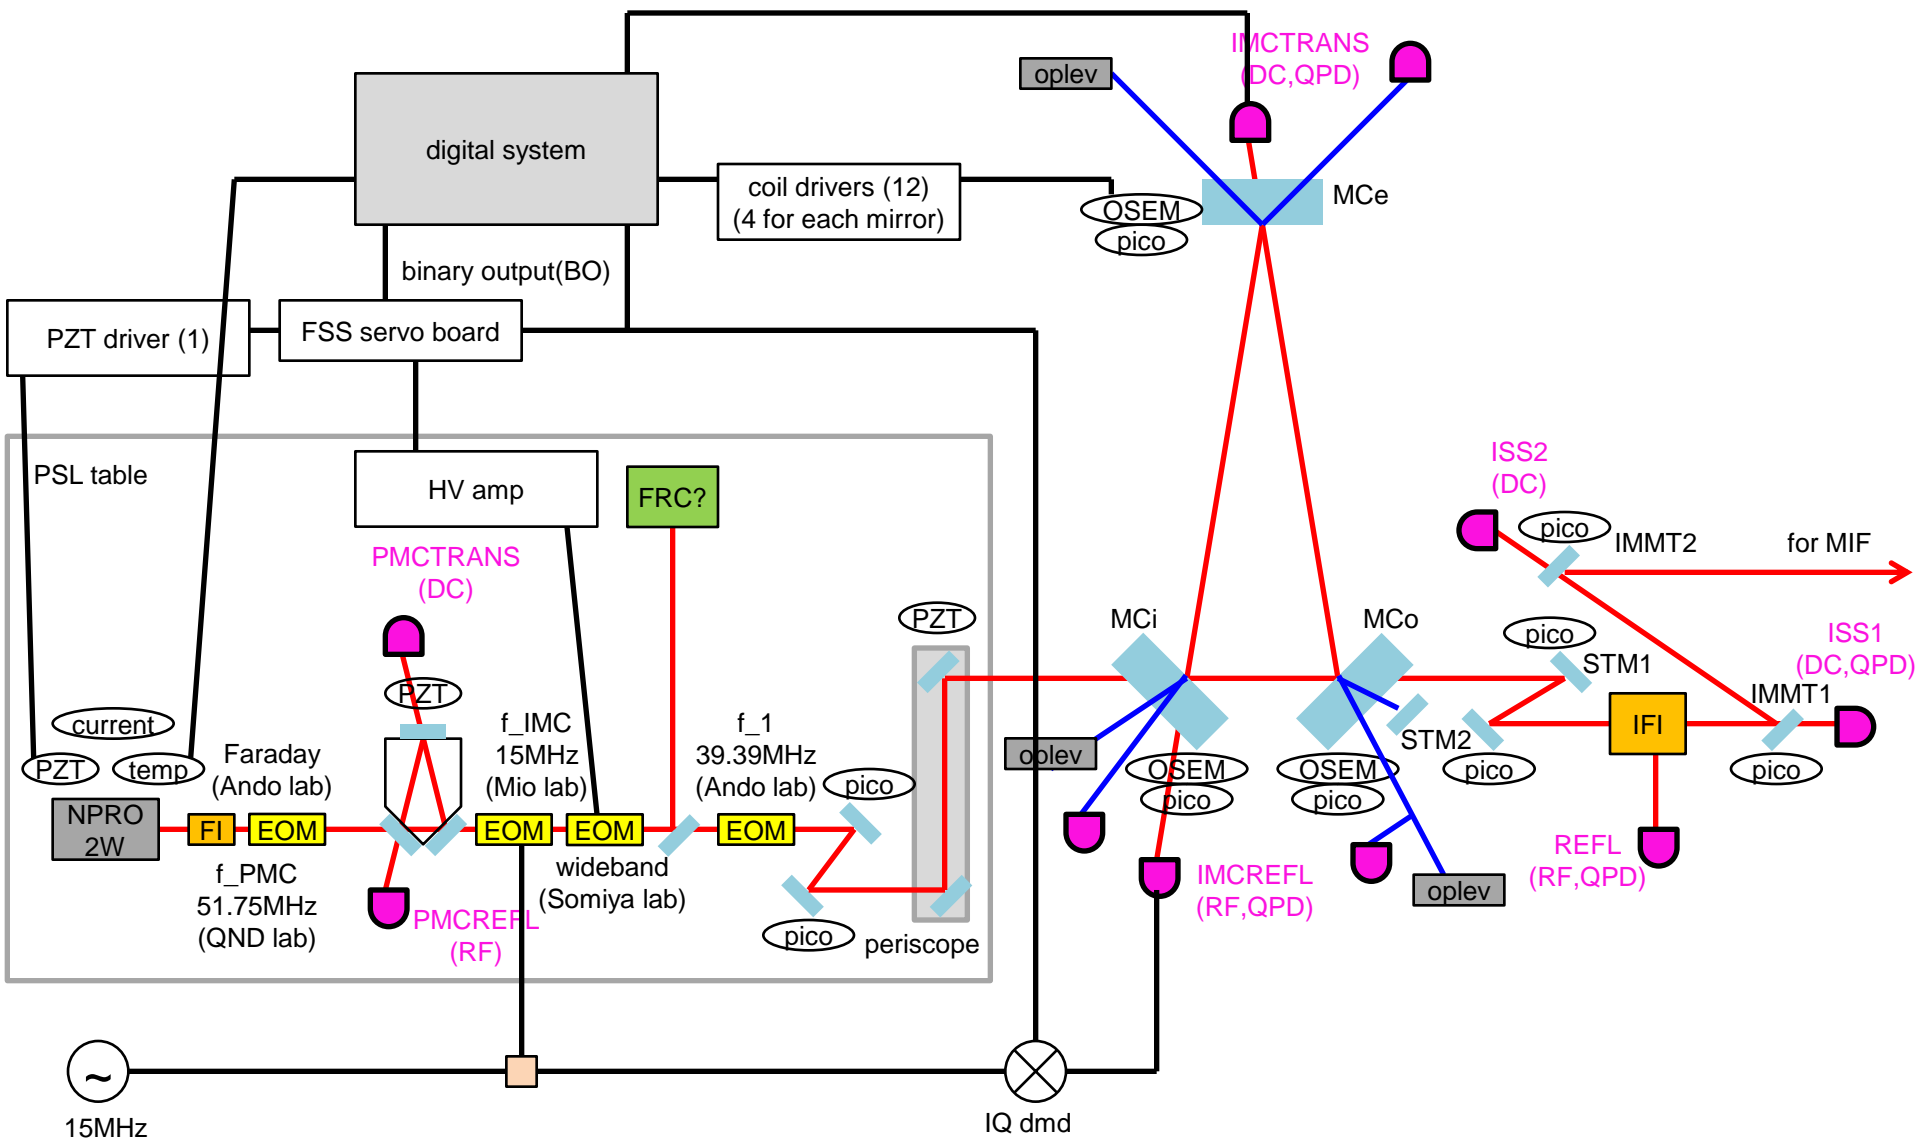 IMCTRANS
(DC,QPD)
oplev
digital system
coil drivers (12)
(4 for each mirror)
OSEM
pico
MCe
binary output(BO)
PZT driver (1)
FSS servo board
PSL table
HV amp
FRC?
PMCTRANS
(DC)
PZT
current
PZT
temp
NPRO
2W
Faraday
(Ando lab)
FI
EOM
f_PMC
51.75MHz
(QND lab)
PMCREFL
(RF)
f_IMC
15MHz
(Mio lab)
EOM
EOM
wideband
(Somiya lab)
f_1
39.39MHz
(Ando lab)
EOM
pico
pico
PZT
periscope
MCi
oplev
OSEM
pico
IMCREFL
(RF,QPD)
MCo
OSEM
pico
oplev
ISS2
(DC)
pico
IMMT2
for MIF
pico
STM1
STM2
pico
IFI
ISS1
(DC,QPD)
IMMT1
pico
REFL
(RF,QPD)
~
15MHz
IQ dmd